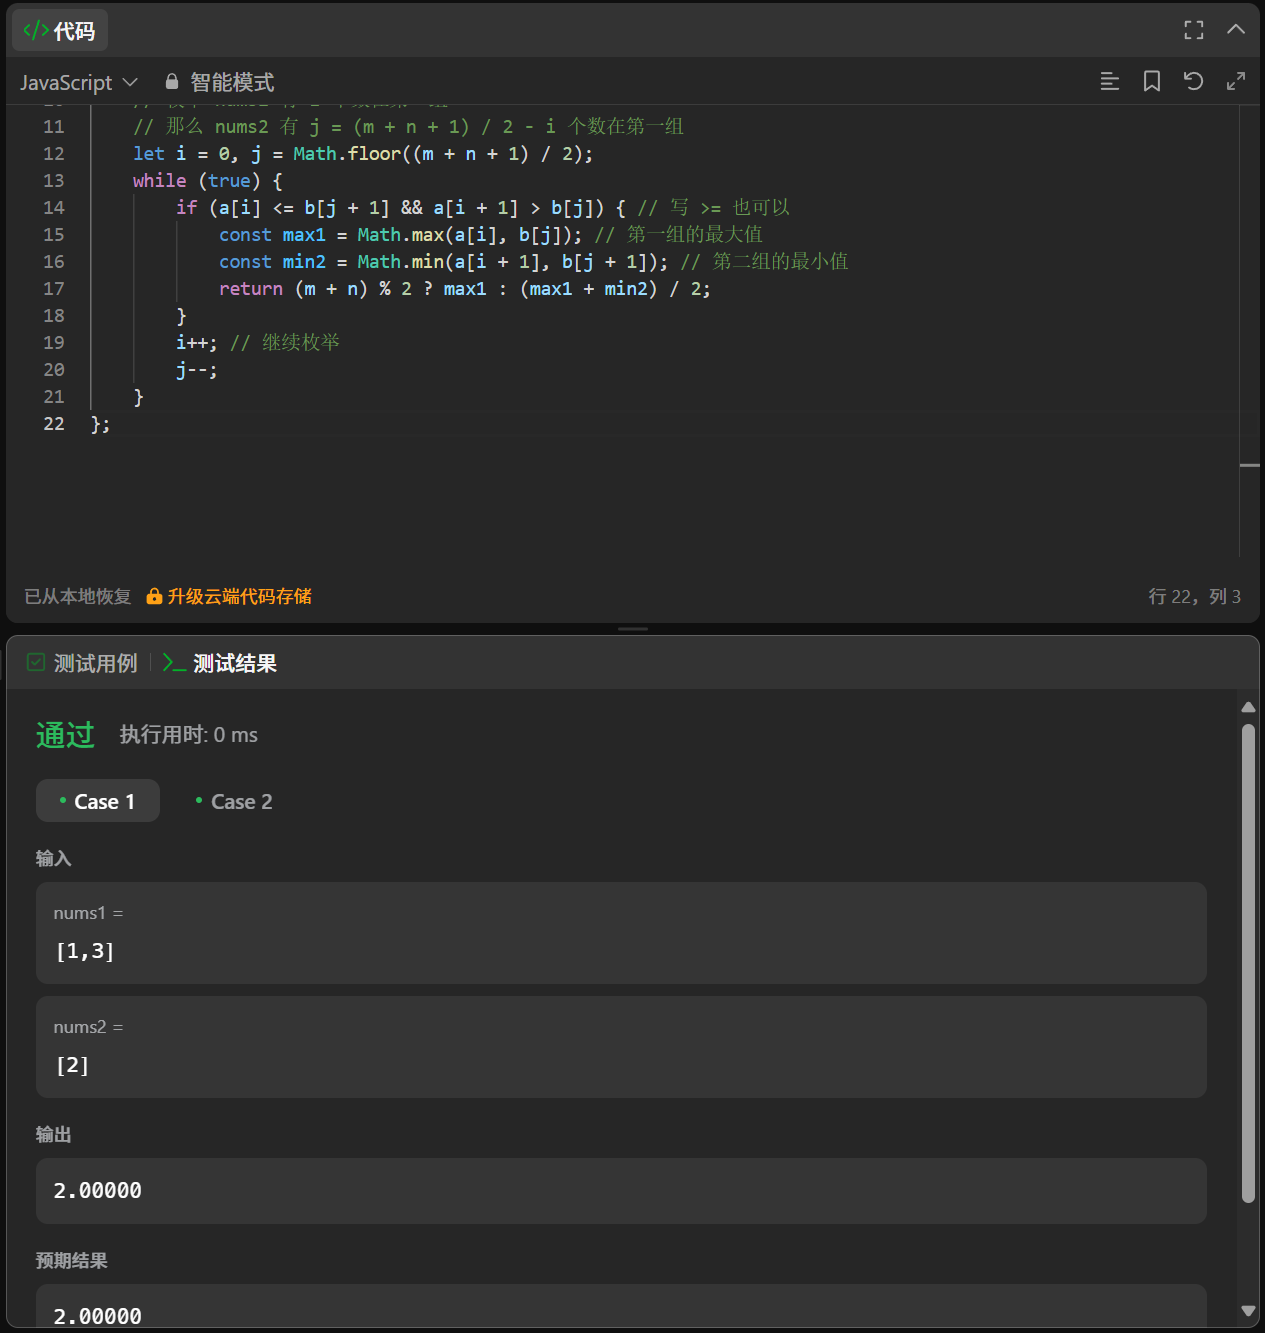 </> 代码
JavaScript 智能模式
11 // 那么 nums2 有 j = (m + n + 1) / 2 - i 个数在第一组
12 let i = 0, j = Math.floor((m + n + 1) / 2);
13 while (true) {
14 if (a[i] <= b[j + 1] && a[i + 1] > b[j]) { // 写 >= 也可以
15 const max1 = Math.max(a[i], b[j]); // 第一组的最大值
16 const min2 = Math.min(a[i + 1], b[j + 1]); // 第二组的最小值
17 return (m + n) % 2 ? max1 : (max1 + min2) / 2;
18 }
19 i++; // 继续枚举
20 j--;
21 }
22 };
已从本地恢复 升级云端代码存储 行 22，列 3
测试用例 >_ 测试结果
通过 执行用时: 0 ms
• Case 1 • Case 2
输入
nums1 =
[1,3]
nums2 =
[2]
输出
2.00000
预期结果
2.00000